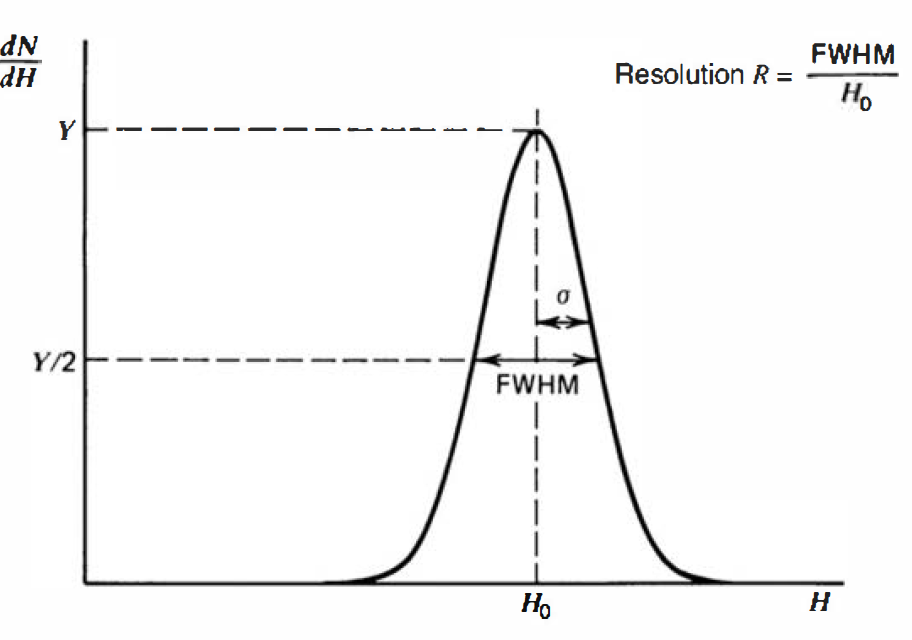 dN
dH
Resolution R = FWHM
H₀
Y
σ
Y/2
FWHM
H₀
H